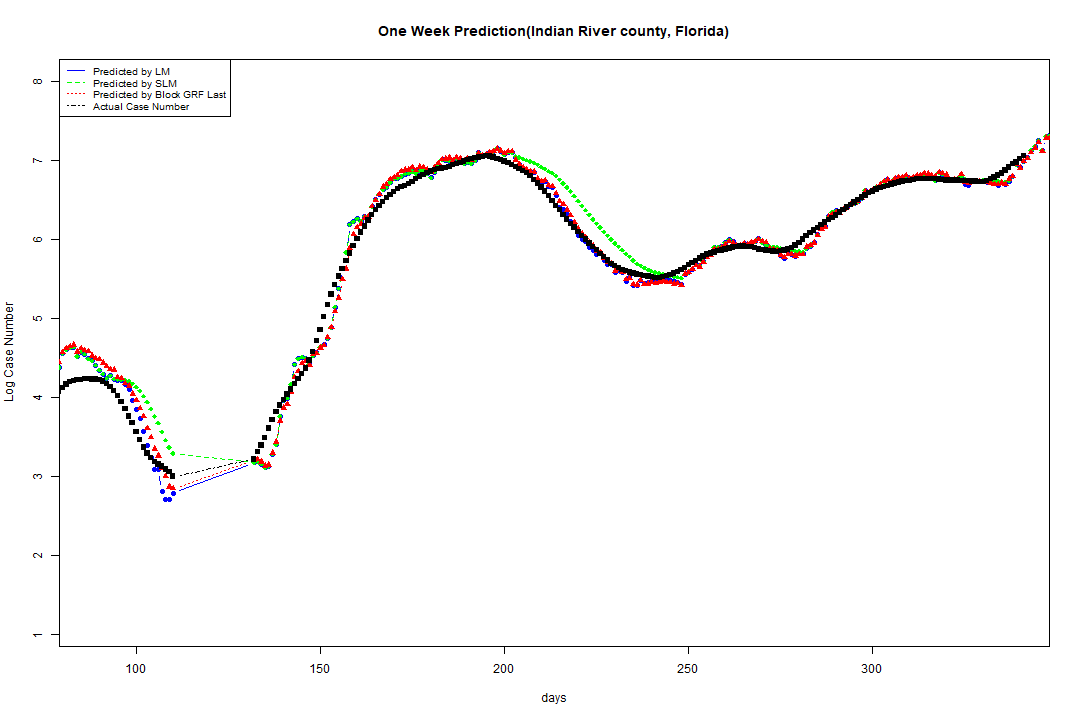 One Week Prediction(Indian River county, Florida)
Predicted by LM
Predicted by SLM
Predicted by Block GRF Last
Actual Case Number
8
7
6
5
4
3
2
1
Log Case Number
100 150 200 250 300
days